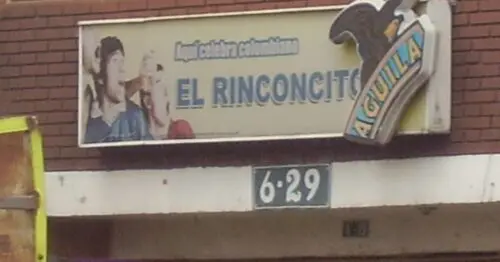 Aquí celebra colombiano
EL RINCONCITO
AGUILA
6-29